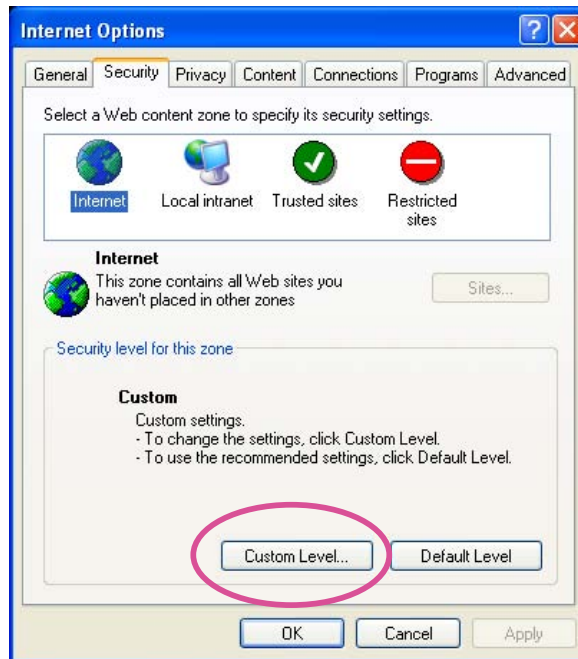 Internet Options
General Security Privacy Content Connections Programs Advanced
Select a Web content zone to specify its security settings.
Internet Local intranet Trusted sites Restricted
sites
Internet
This zone contains all Web sites you
haven't placed in other zones
Sites...
Security level for this zone
Custom
Custom settings.
- To change the settings, click Custom Level.
- To use the recommended settings, click Default Level.
Custom Level... Default Level
OK Cancel Apply